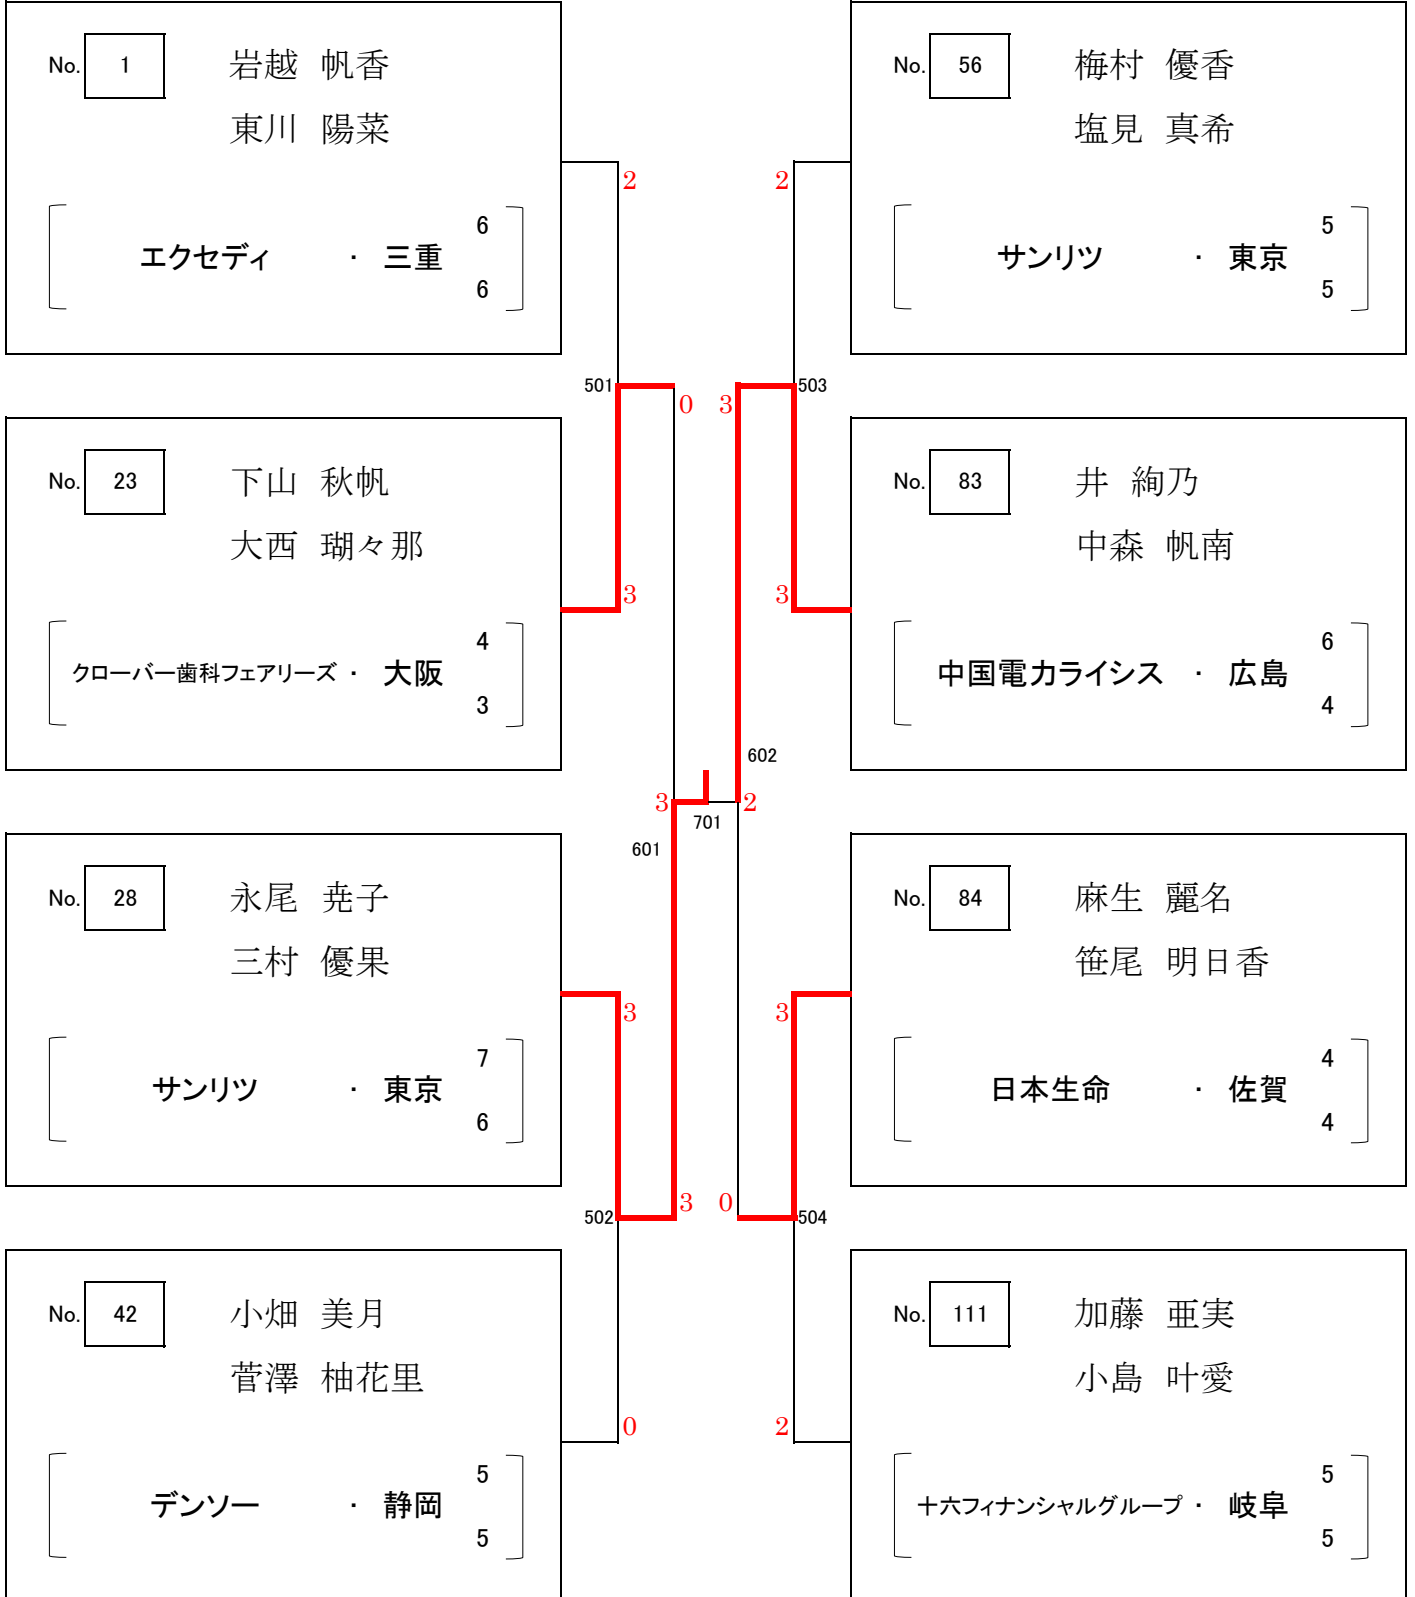 No. 1 岩越 帆香
東川 陽菜
エクセディ ・ 三重
6
6
No. 23 下山 秋帆
大西 瑚々那
クローバー歯科フェアリーズ ・ 大阪
4
3
No. 28 永尾 尭子
三村 優果
サンリツ ・ 東京
7
6
No. 42 小畑 美月
菅澤 柚花里
デンソー ・ 静岡
5
5
2
501
0
3
3
601
3
502
3
0
701
2
3
503
3
602
2
3
0
504
2
No. 56 梅村 優香
塩見 真希
サンリツ ・ 東京
5
5
No. 83 井 絢乃
中森 帆南
中国電力ライシス ・ 広島
6
4
No. 84 麻生 麗名
笹尾 明日香
日本生命 ・ 佐賀
4
4
No. 111 加藤 亜実
小島 叶愛
十六フィナンシャルグループ ・ 岐阜
5
5